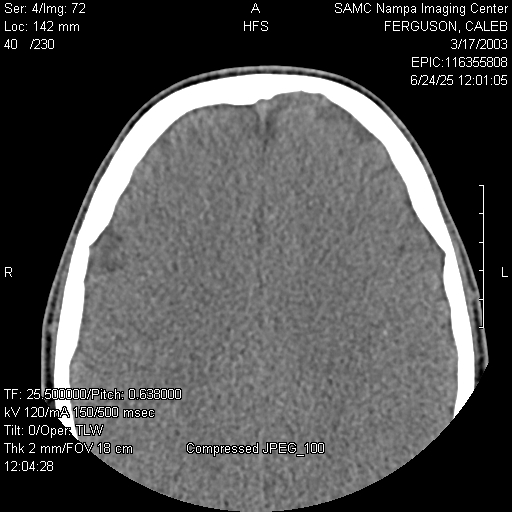 Ser: 4/Img: 72
Loc: 142 mm
40 /230
A
HFS
SAMC Nampa Imaging Center
FERGUSON, CALEB
3/17/2003
EPIC:116355808
6/24/25 12:01:05
R
L
TF: 25.500000/Pitch: 0.638000
kV 120/mA 150/500 msec
Tilt: 0/Oper: TLW
Thk 2 mm/FOV 18 cm
12:04:28
Compressed JPEG_100